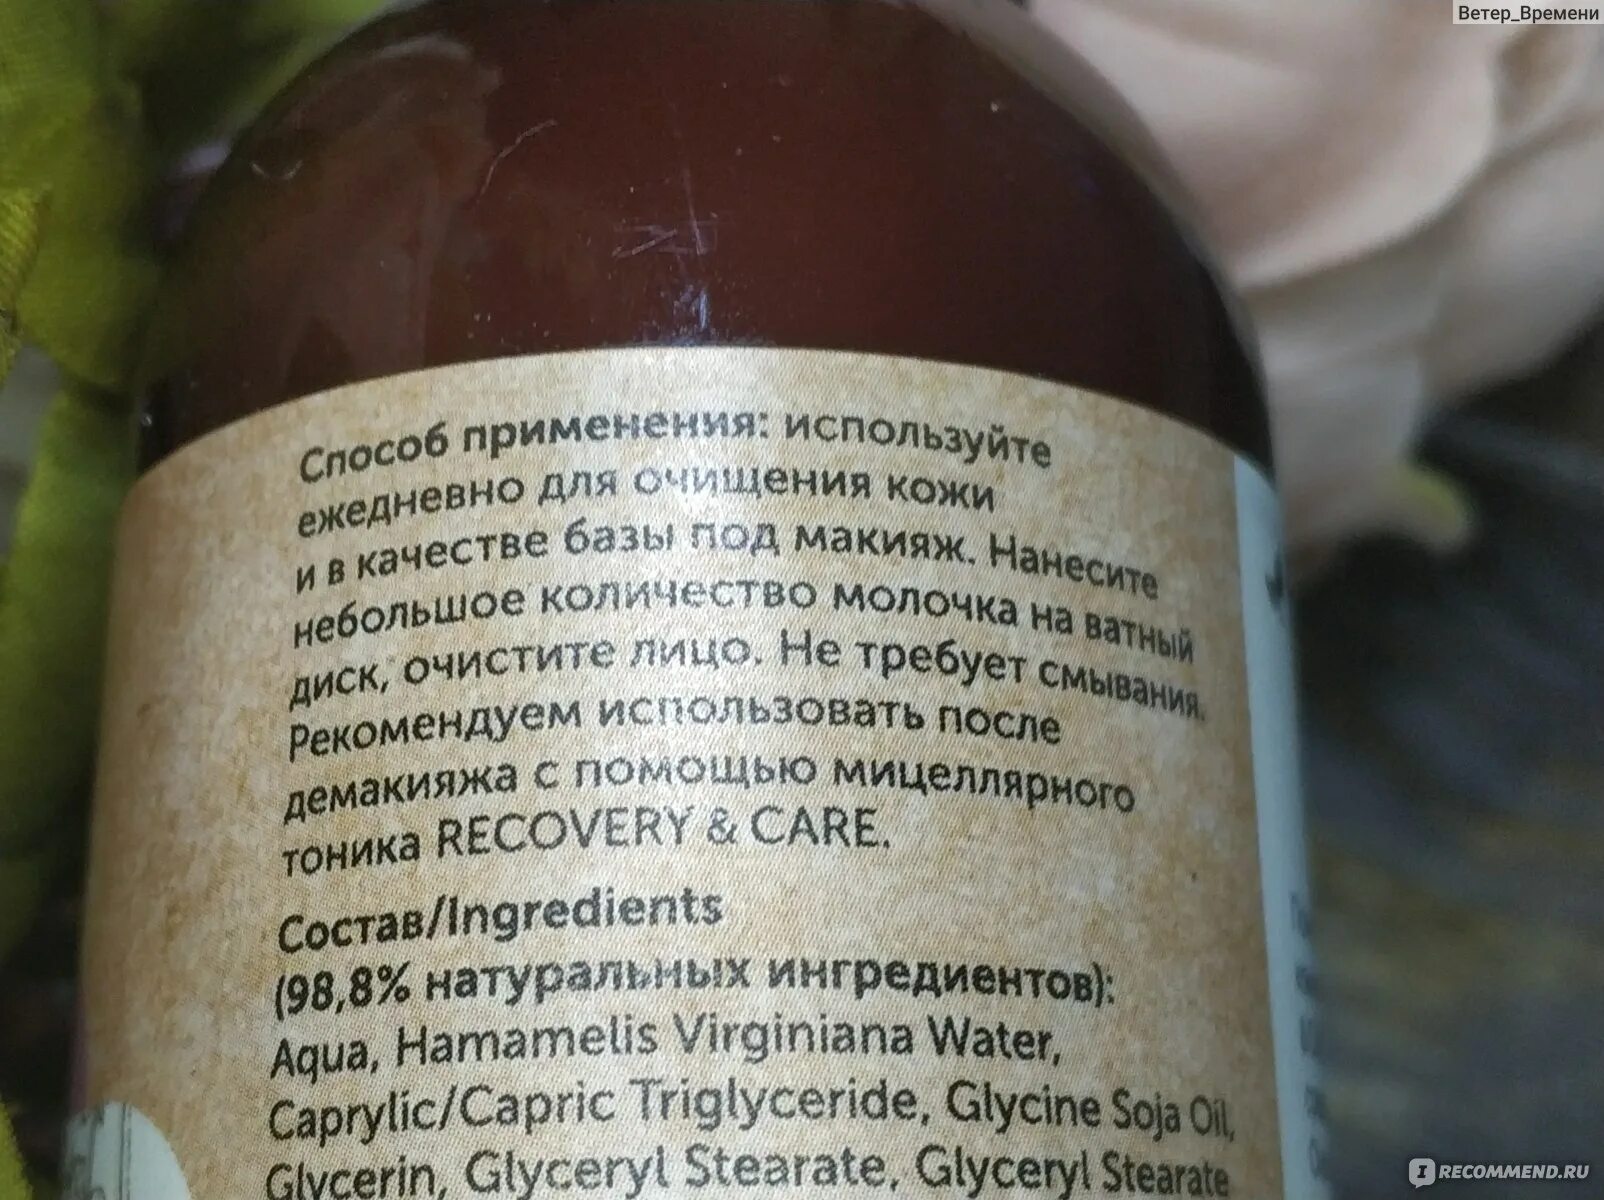 Ветер_Времени
Способ применения: используйте
ежедневно для очищения кожи
и в качестве базы под макияж. Нанесите
небольшое количество молочка на ватный
диск, очистите лицо. Не требует смывания.
Рекомендуем использовать после
демакияжа с помощью мицеллярного
тоника RECOVERY & CARE.
Состав/Ingredients
(98,8% натуральных ингредиентов):
Aqua, Hamamelis Virginiana Water,
Caprylic/Capric Triglyceride, Glycine Soja Oil,
Glycerin, Glyceryl Stearate, Glyceryl Stearate
IRECOMMEND.RU